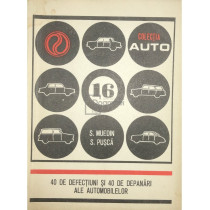 COLECȚIA
AUTO
16
S. MUEDIN
S. PUȘCĂ
40 DE DEFECȚIUNI ȘI 40 DE DEPANĂRI
ALE AUTOMOBILELOR